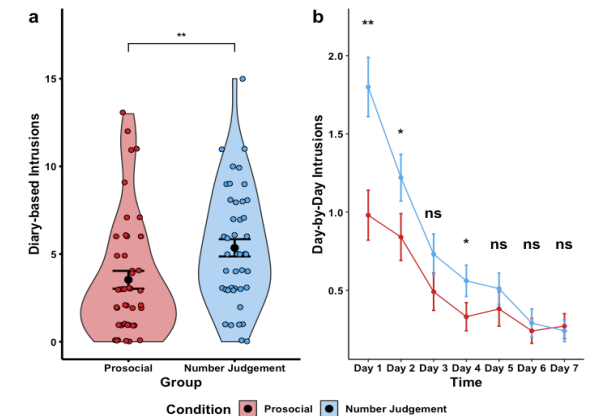 a
**
Diary-based Intrusions
15
10
5
0
Prosocial Number Judgement
Group
b
**
*
ns
*
ns
ns
ns
Day-by-Day Intrusions
2.0
1.5
1.0
0.5
Day 1 Day 2 Day 3 Day 4 Day 5 Day 6 Day 7
Time
Condition Prosocial Number Judgement